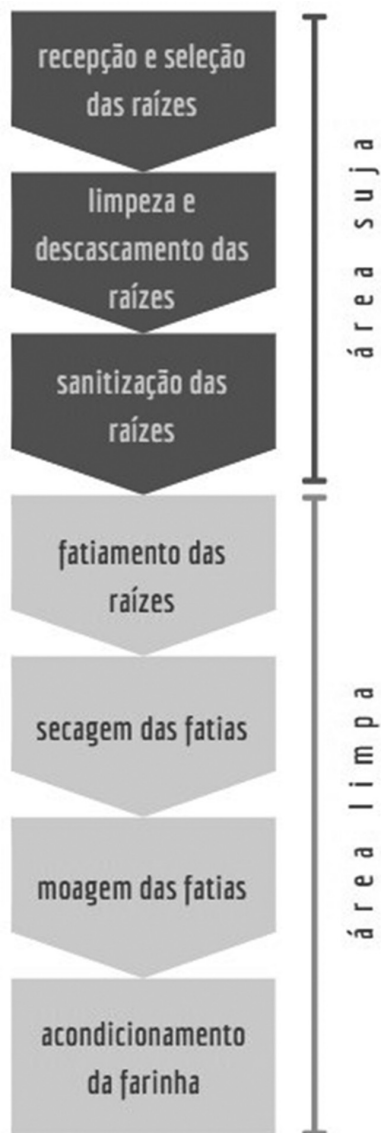 recepção e seleção
das raízes
limpeza e
descascamento das
raízes
sanitização das
raízes
área suja
fatiamento das
raízes
secagem das fatias
moagem das fatias
acondicionamento
da farinha
área limpa